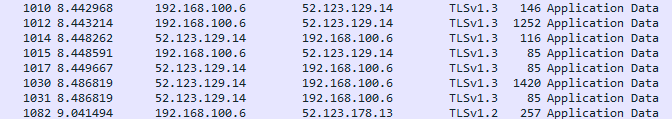 1010 8.442968 192.168.100.6 52.123.129.14 TLSv1.3 146 Application Data
1012 8.443214 192.168.100.6 52.123.129.14 TLSv1.3 1252 Application Data
1014 8.448262 52.123.129.14 192.168.100.6 TLSv1.3 116 Application Data
1015 8.448591 52.123.129.14 192.168.100.6 TLSv1.3 85 Application Data
1017 8.449667 192.168.100.6 52.123.129.14 TLSv1.3 85 Application Data
1030 8.486819 52.123.129.14 192.168.100.6 TLSv1.3 1420 Application Data
1031 8.486819 52.123.129.14 192.168.100.6 TLSv1.3 85 Application Data
1082 9.041494 192.168.100.6 52.123.178.13 TLSv1.2 257 Application Data